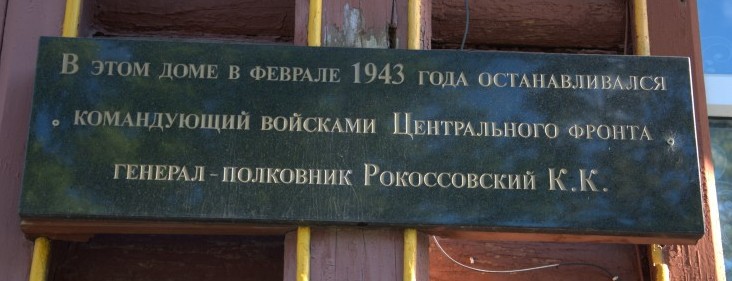 В этом доме в феврале 1943 года останавливался
командующий войсками Центрального фронта
генерал-полковник Рокоссовский К.К.